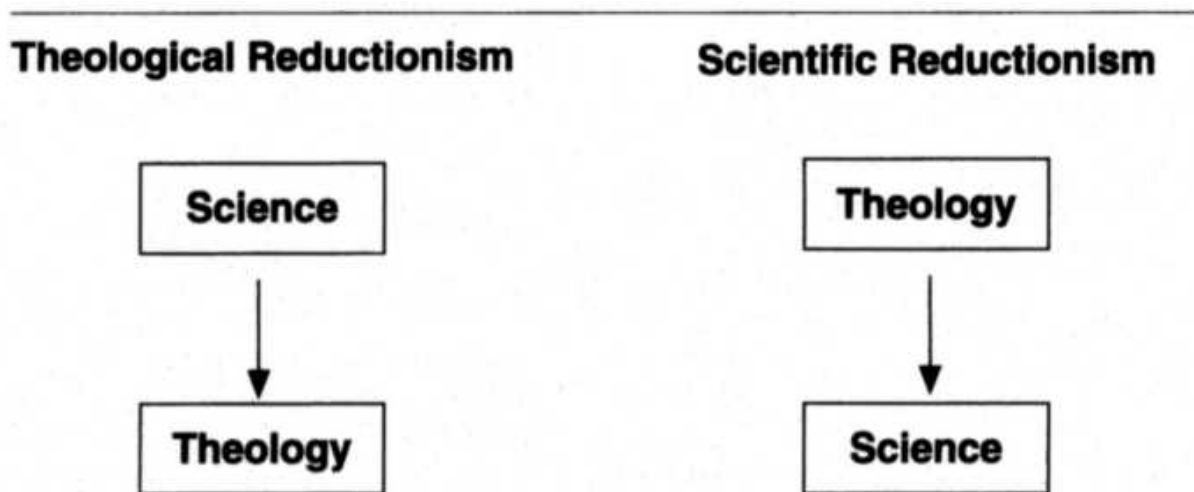 Theological Reductionism
Science
Theology
Scientific Reductionism
Theology
Science